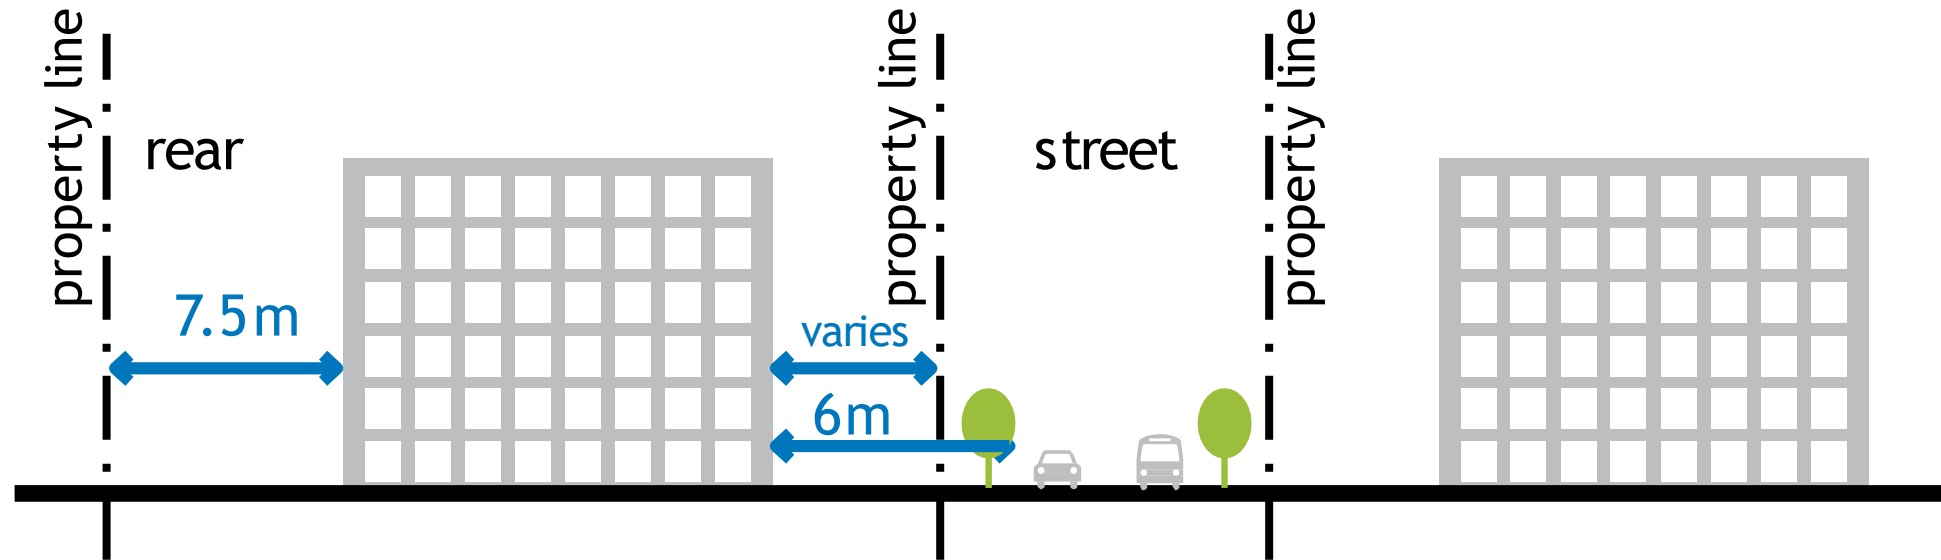 property line
rear
7.5m
varies
6m
property line
street
property line